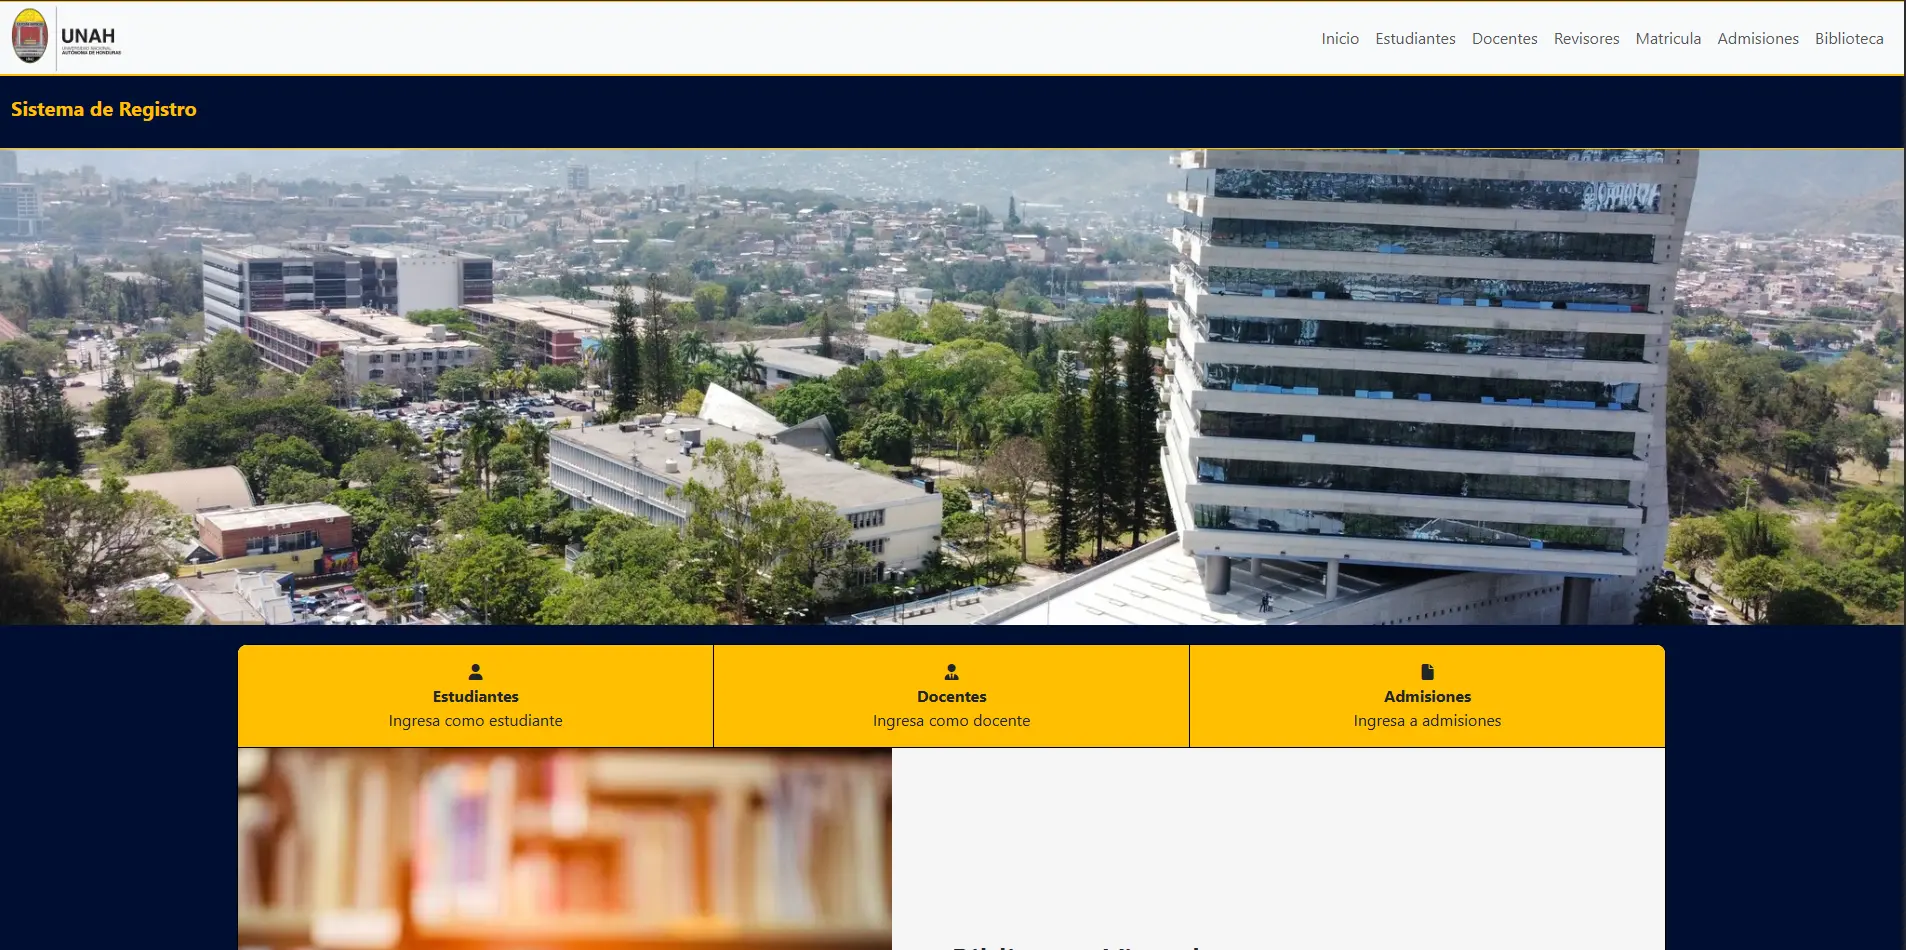 UNAH
UNIVERSIDAD NACIONAL
AUTÓNOMA DE HONDURAS
Inicio Estudiantes Docentes Revisores Matricula Admisiones Biblioteca
Sistema de Registro
Estudiantes
Ingresa como estudiante
Docentes
Ingresa como docente
Admisiones
Ingresa a admisiones